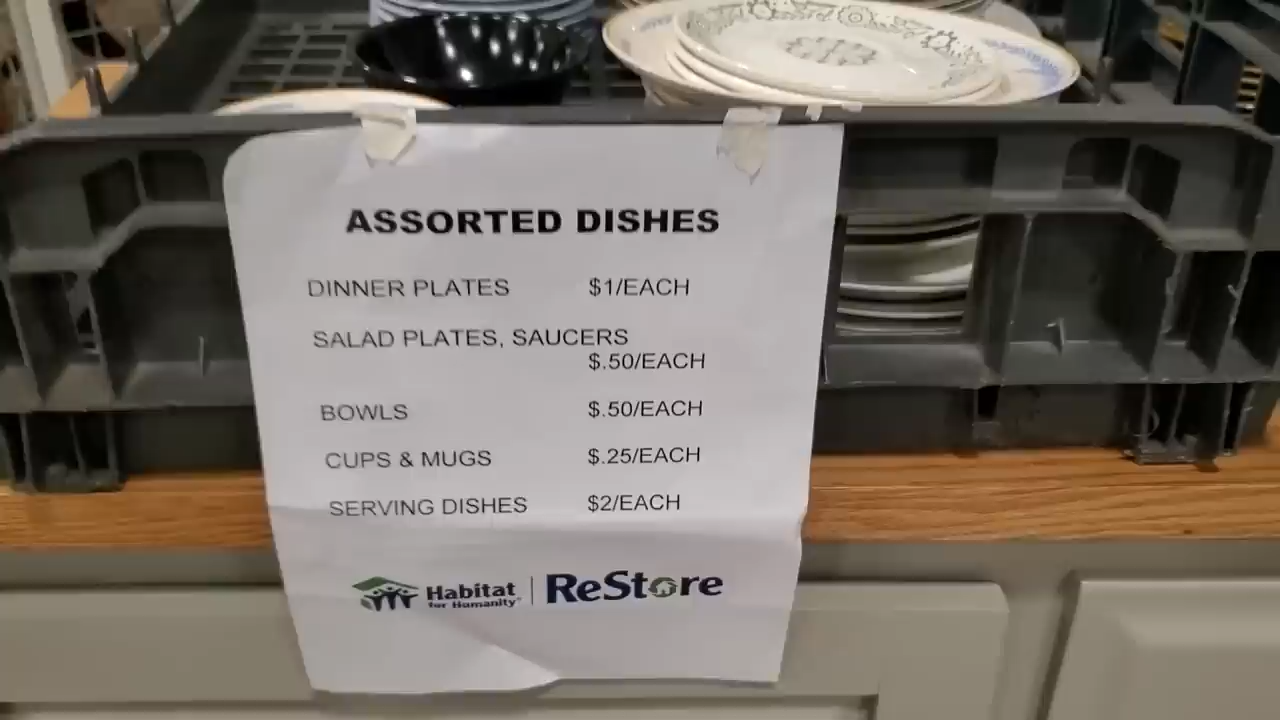 ASSORTED DISHES
DINNER PLATES $1/EACH
SALAD PLATES, SAUCERS
$.50/EACH
BOWLS $.50/EACH
CUPS & MUGS $.25/EACH
SERVING DISHES $2/EACH
Habitat for Humanity® | ReStore